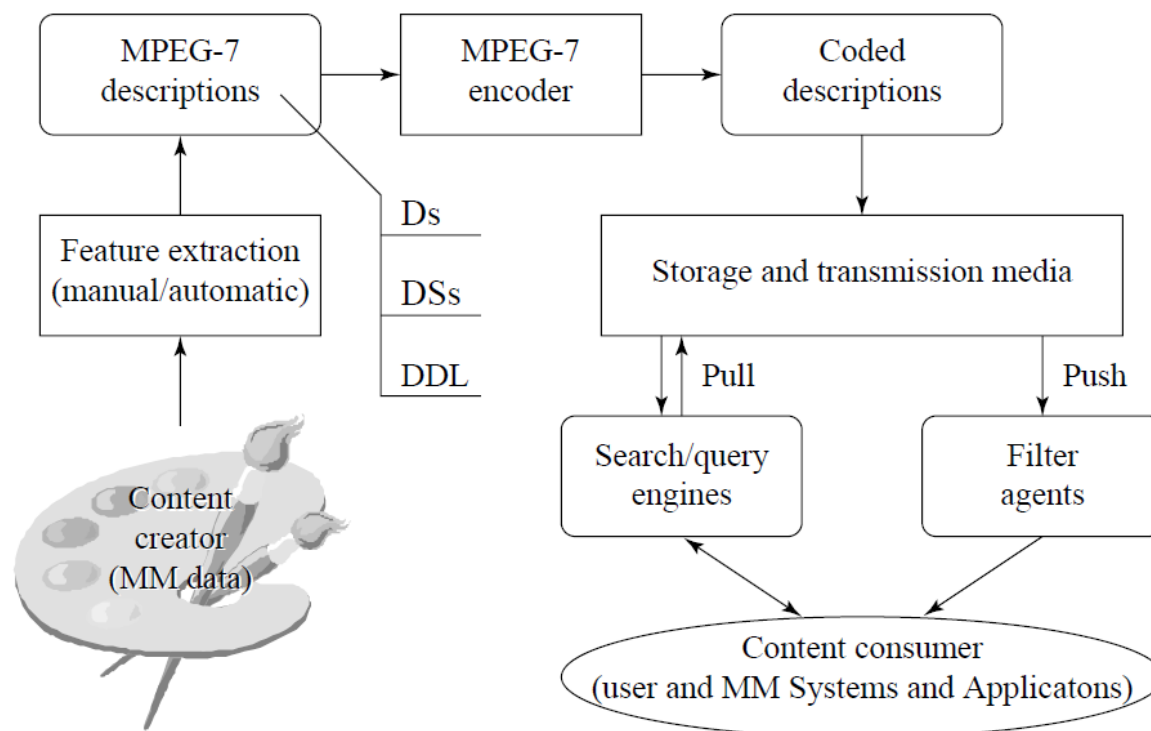 MPEG-7
descriptions
MPEG-7
encoder
Coded
descriptions
Ds
DSs
DDL
Feature extraction
(manual/automatic)
Storage and transmission media
Pull
Push
Search/query
engines
Filter
agents
Content
creator
(MM data)
Content consumer
(user and MM Systems and Applicatons)